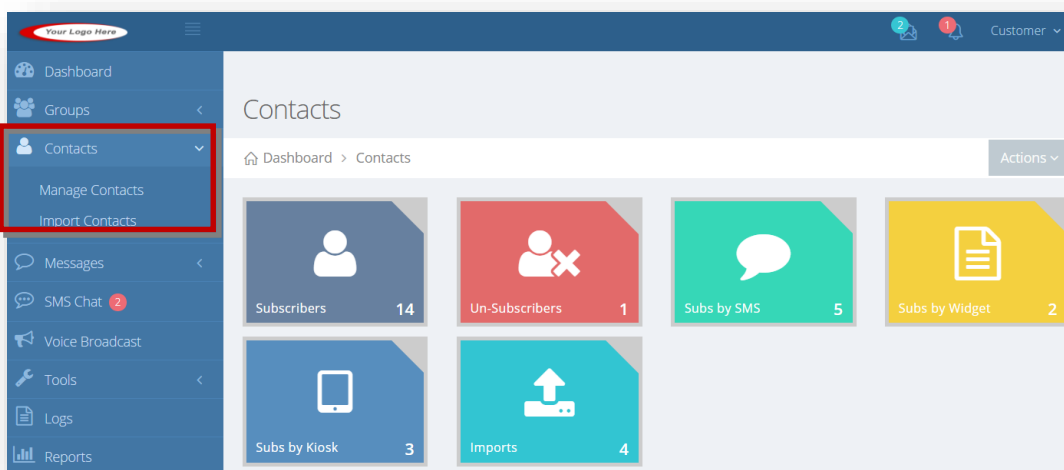 Your Logo Here
2
1
Customer
Dashboard
Groups
Contacts
Manage Contacts
Import Contacts
Messages
SMS Chat 2
Voice Broadcast
Tools
Logs
Reports
Contacts
Dashboard > Contacts
Actions
Subscribers 14
Un-Subscribers 1
Subs by SMS 5
Subs by Widget 2
Subs by Kiosk 3
Imports 4